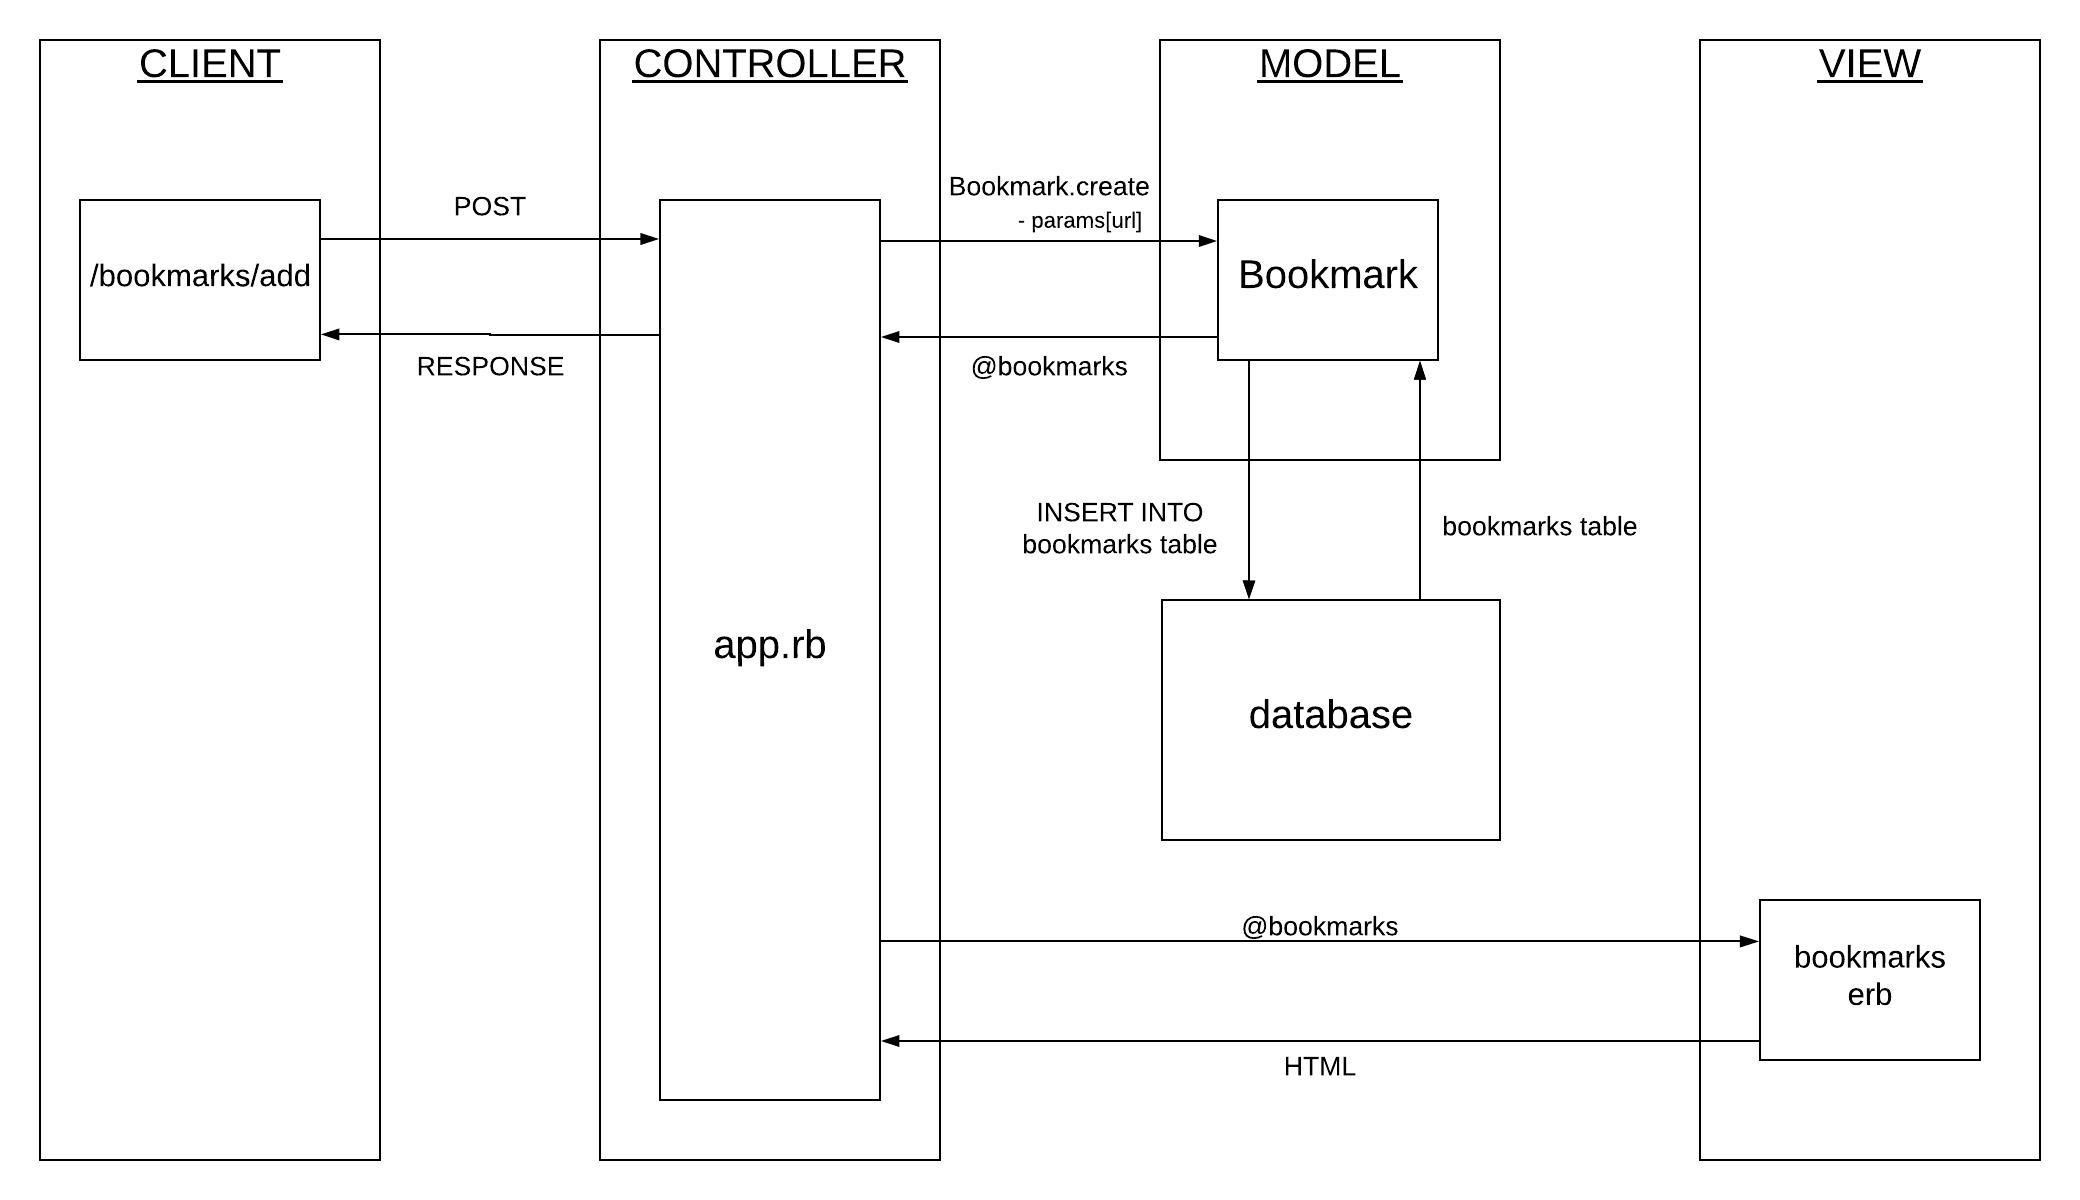 CLIENT
CONTROLLER
MODEL
VIEW
POST
Bookmark.create
- params[url]
/bookmarks/add
Bookmark
RESPONSE
@bookmarks
INSERT INTO
bookmarks table
bookmarks table
app.rb
database
@bookmarks
bookmarks
erb
HTML